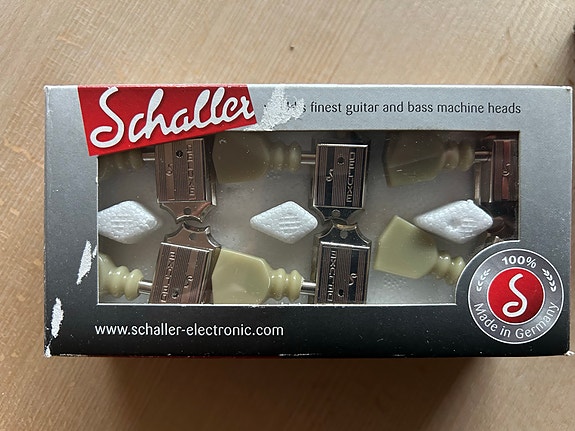 Schaller
finest guitar and bass machine heads
S
S
S
www.schaller-electronic.com
100%
S
Made in Germany